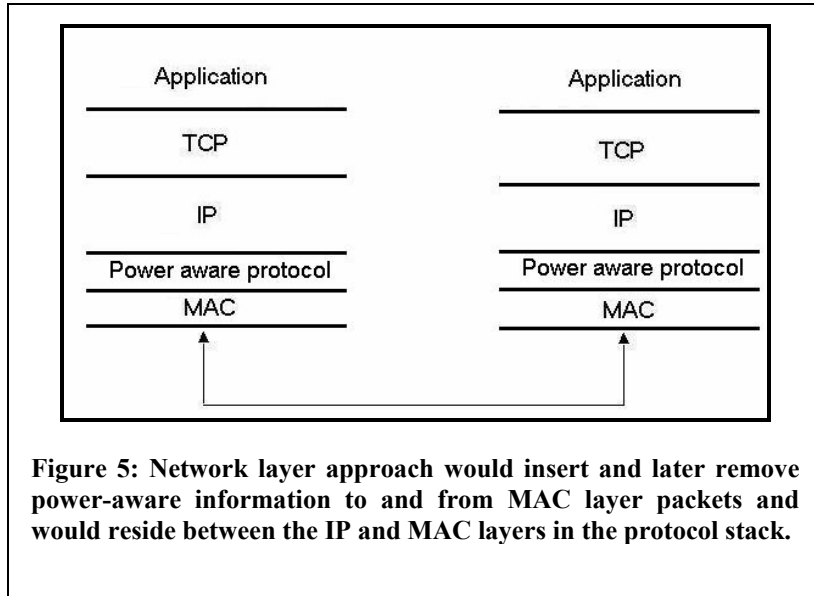 Application
TCP
IP
Power aware protocol
MAC
Application
TCP
IP
Power aware protocol
MAC
Figure 5: Network layer approach would insert and later remove
power-aware information to and from MAC layer packets and
would reside between the IP and MAC layers in the protocol stack.